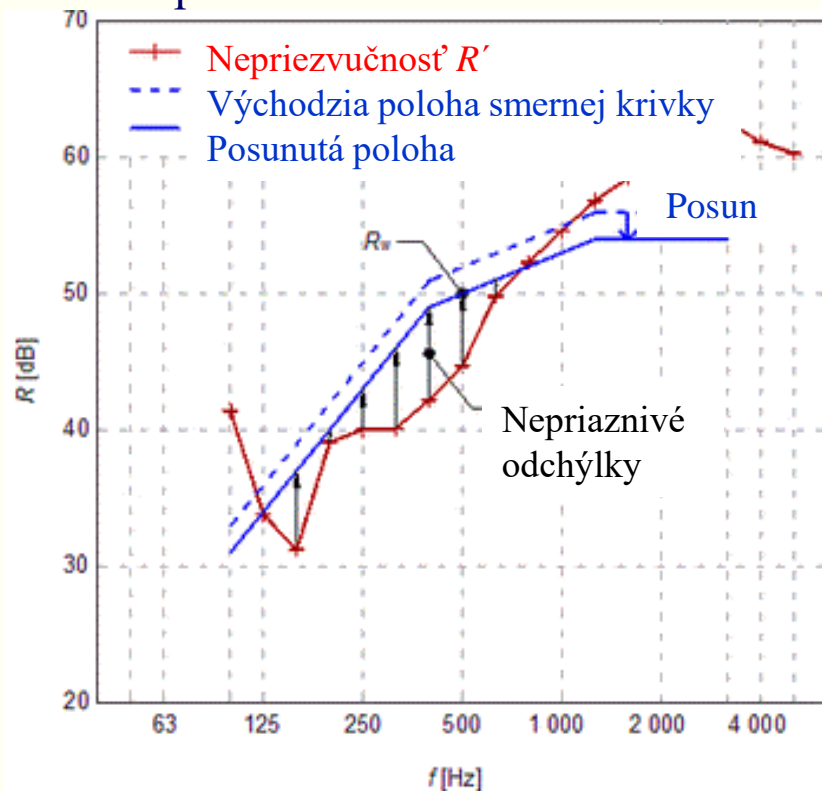 70
Nepriezvučnosť R´
Východzia poloha smernej krivky
Posunutá poloha
60
Posun
Rw
50
R [dB]
40
Nepriaznivé
odchýlky
30
20
63 125 250 500 1 000 2 000 4 000
f [Hz]